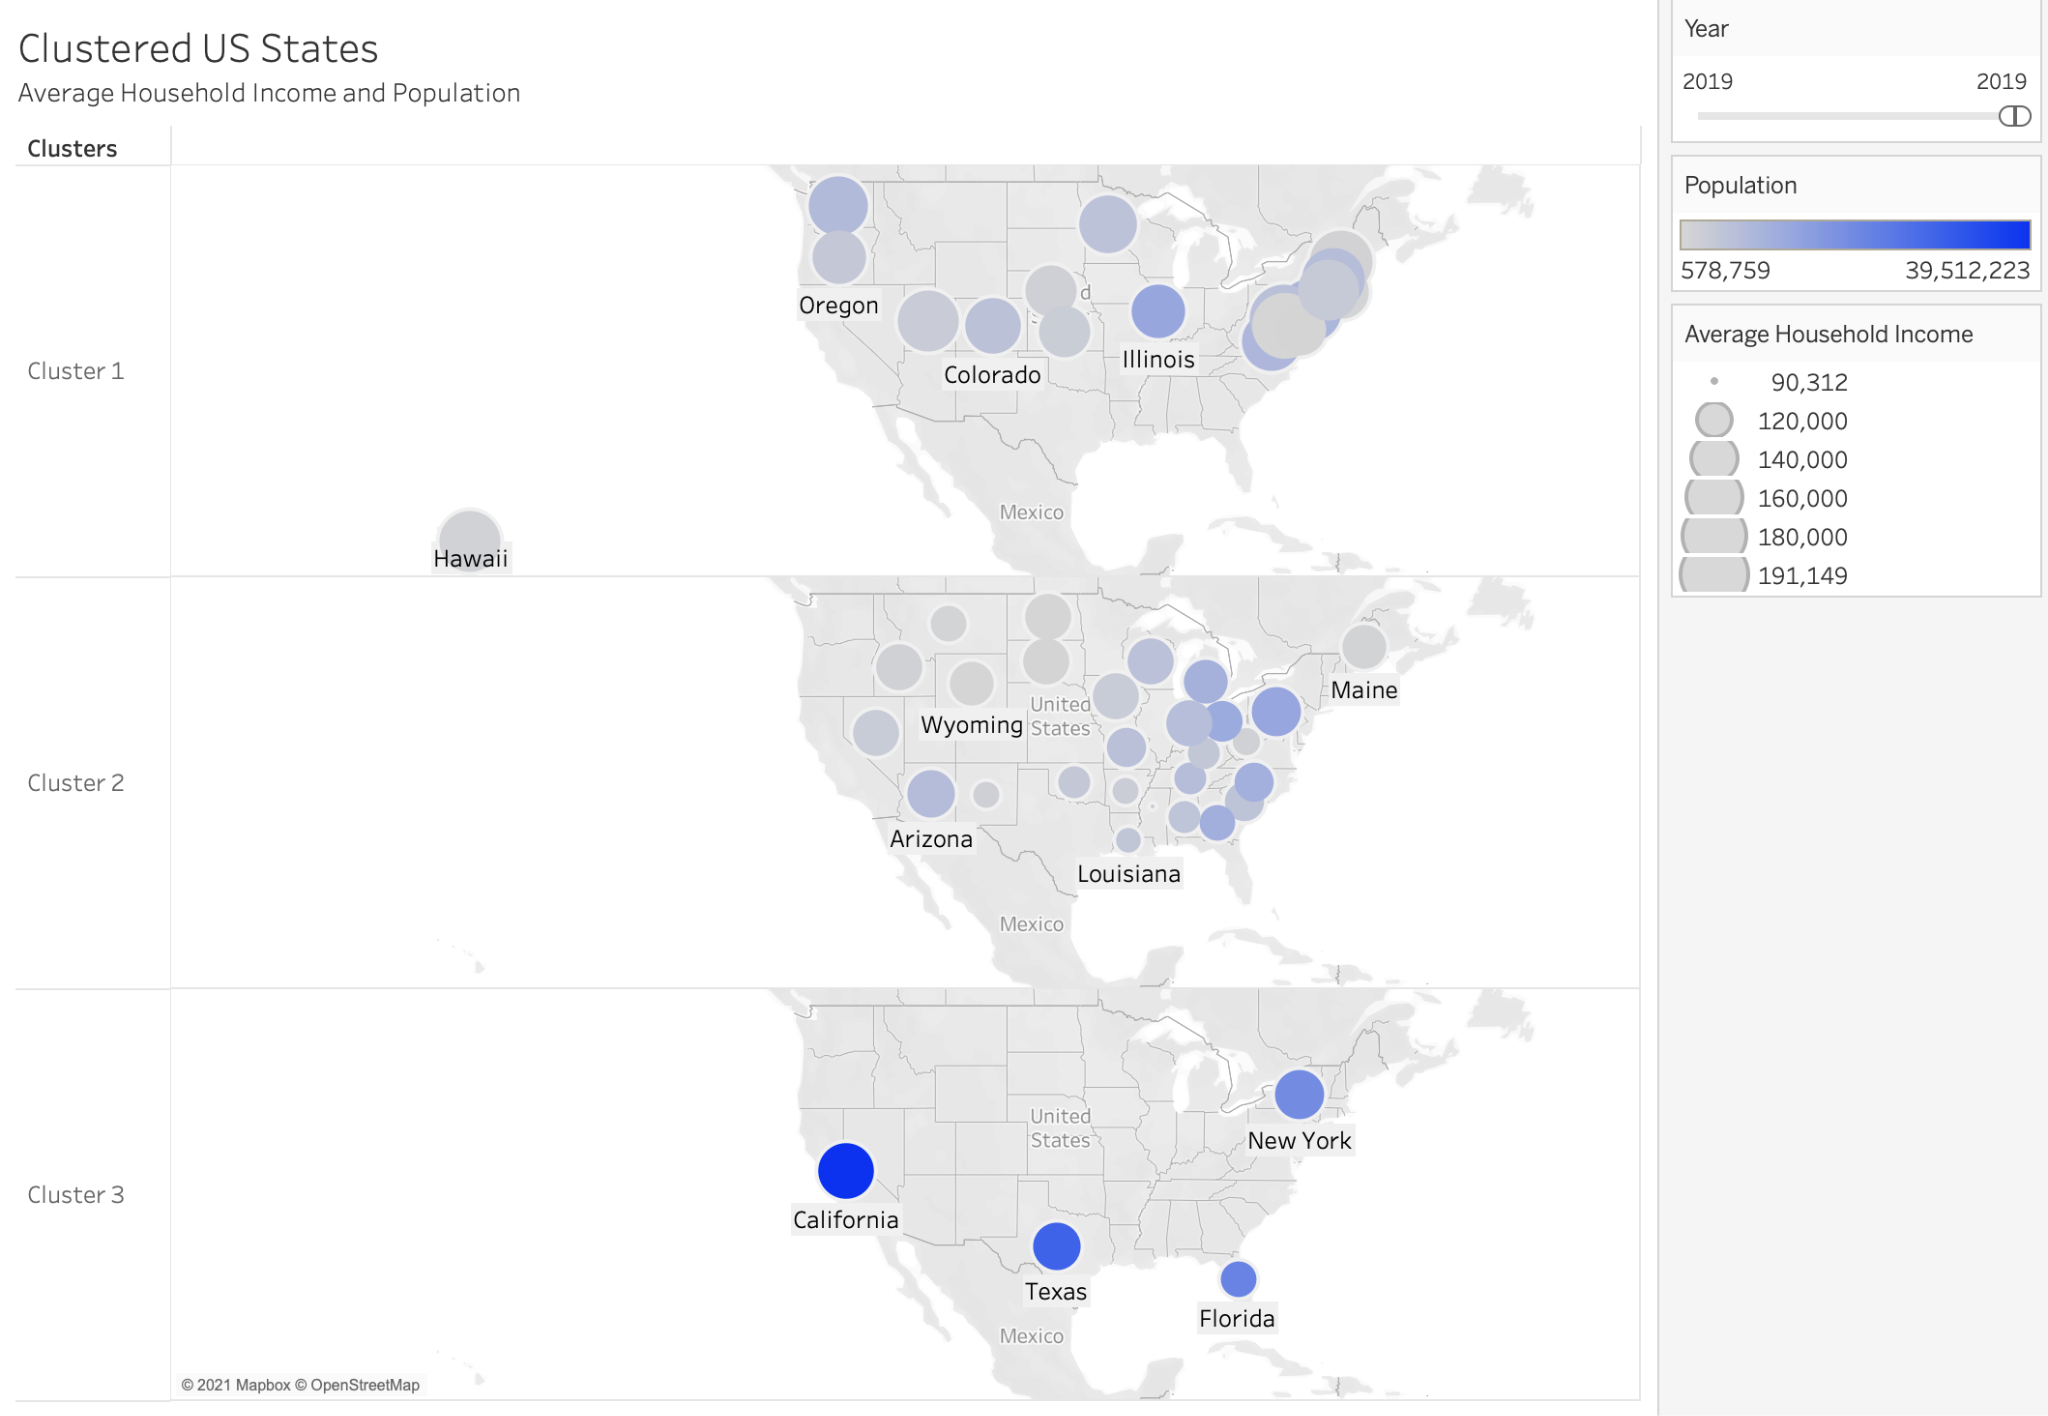 Clustered US States
Average Household Income and Population
Clusters
Cluster 1
Oregon
Colorado
d
Illinois
Mexico
Hawaii
Cluster 2
Wyoming
United
States
Maine
Arizona
Louisiana
Mexico
Cluster 3
United
States
New York
California
Texas
Florida
Mexico
© 2021 Mapbox © OpenStreetMap
Year
2019 2019
Population
578,759 39,512,223
Average Household Income
90,312
120,000
140,000
160,000
180,000
191,149